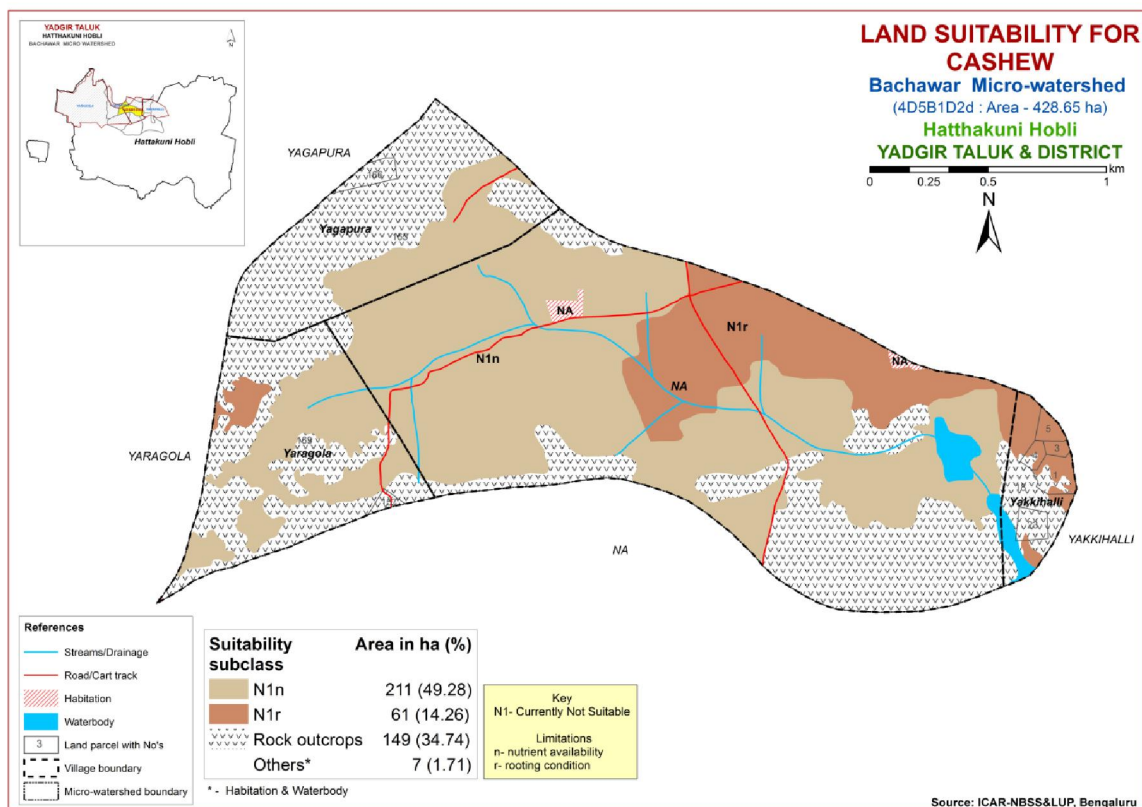 YADGIR TALUK
HATTHAKUNI HOBLI
BACHAWAR MICRO-WATERSHED
N
Hattakuni Hobli
LAND SUITABILITY FOR
CASHEW
Bachawar Micro-watershed
(4D5B1D2d : Area - 428.65 ha)
Hatthakuni Hobli
YADGIR TALUK & DISTRICT
km
0 0.25 0.5 1
N
YAGAPURA
Yagapura
NA
N1r
N1n
NA
NA
5
3
YARAGOLA
Yaragola
Yakkihalli
YAKKIHALLI
NA
References
Streams/Drainage
Road/Cart track
Habitation
Waterbody
3 Land parcel with No's
Village boundary
Micro-watershed boundary
Suitability Area in ha (%)
subclass
N1n 211 (49.28)
N1r 61 (14.26)
Rock outcrops 149 (34.74)
Others* 7 (1.71)
* - Habitation & Waterbody
Key
N1- Currently Not Suitable
Limitations
n- nutrient availability
r- rooting condition
Source: ICAR-NBSS&LUP, Bengaluru